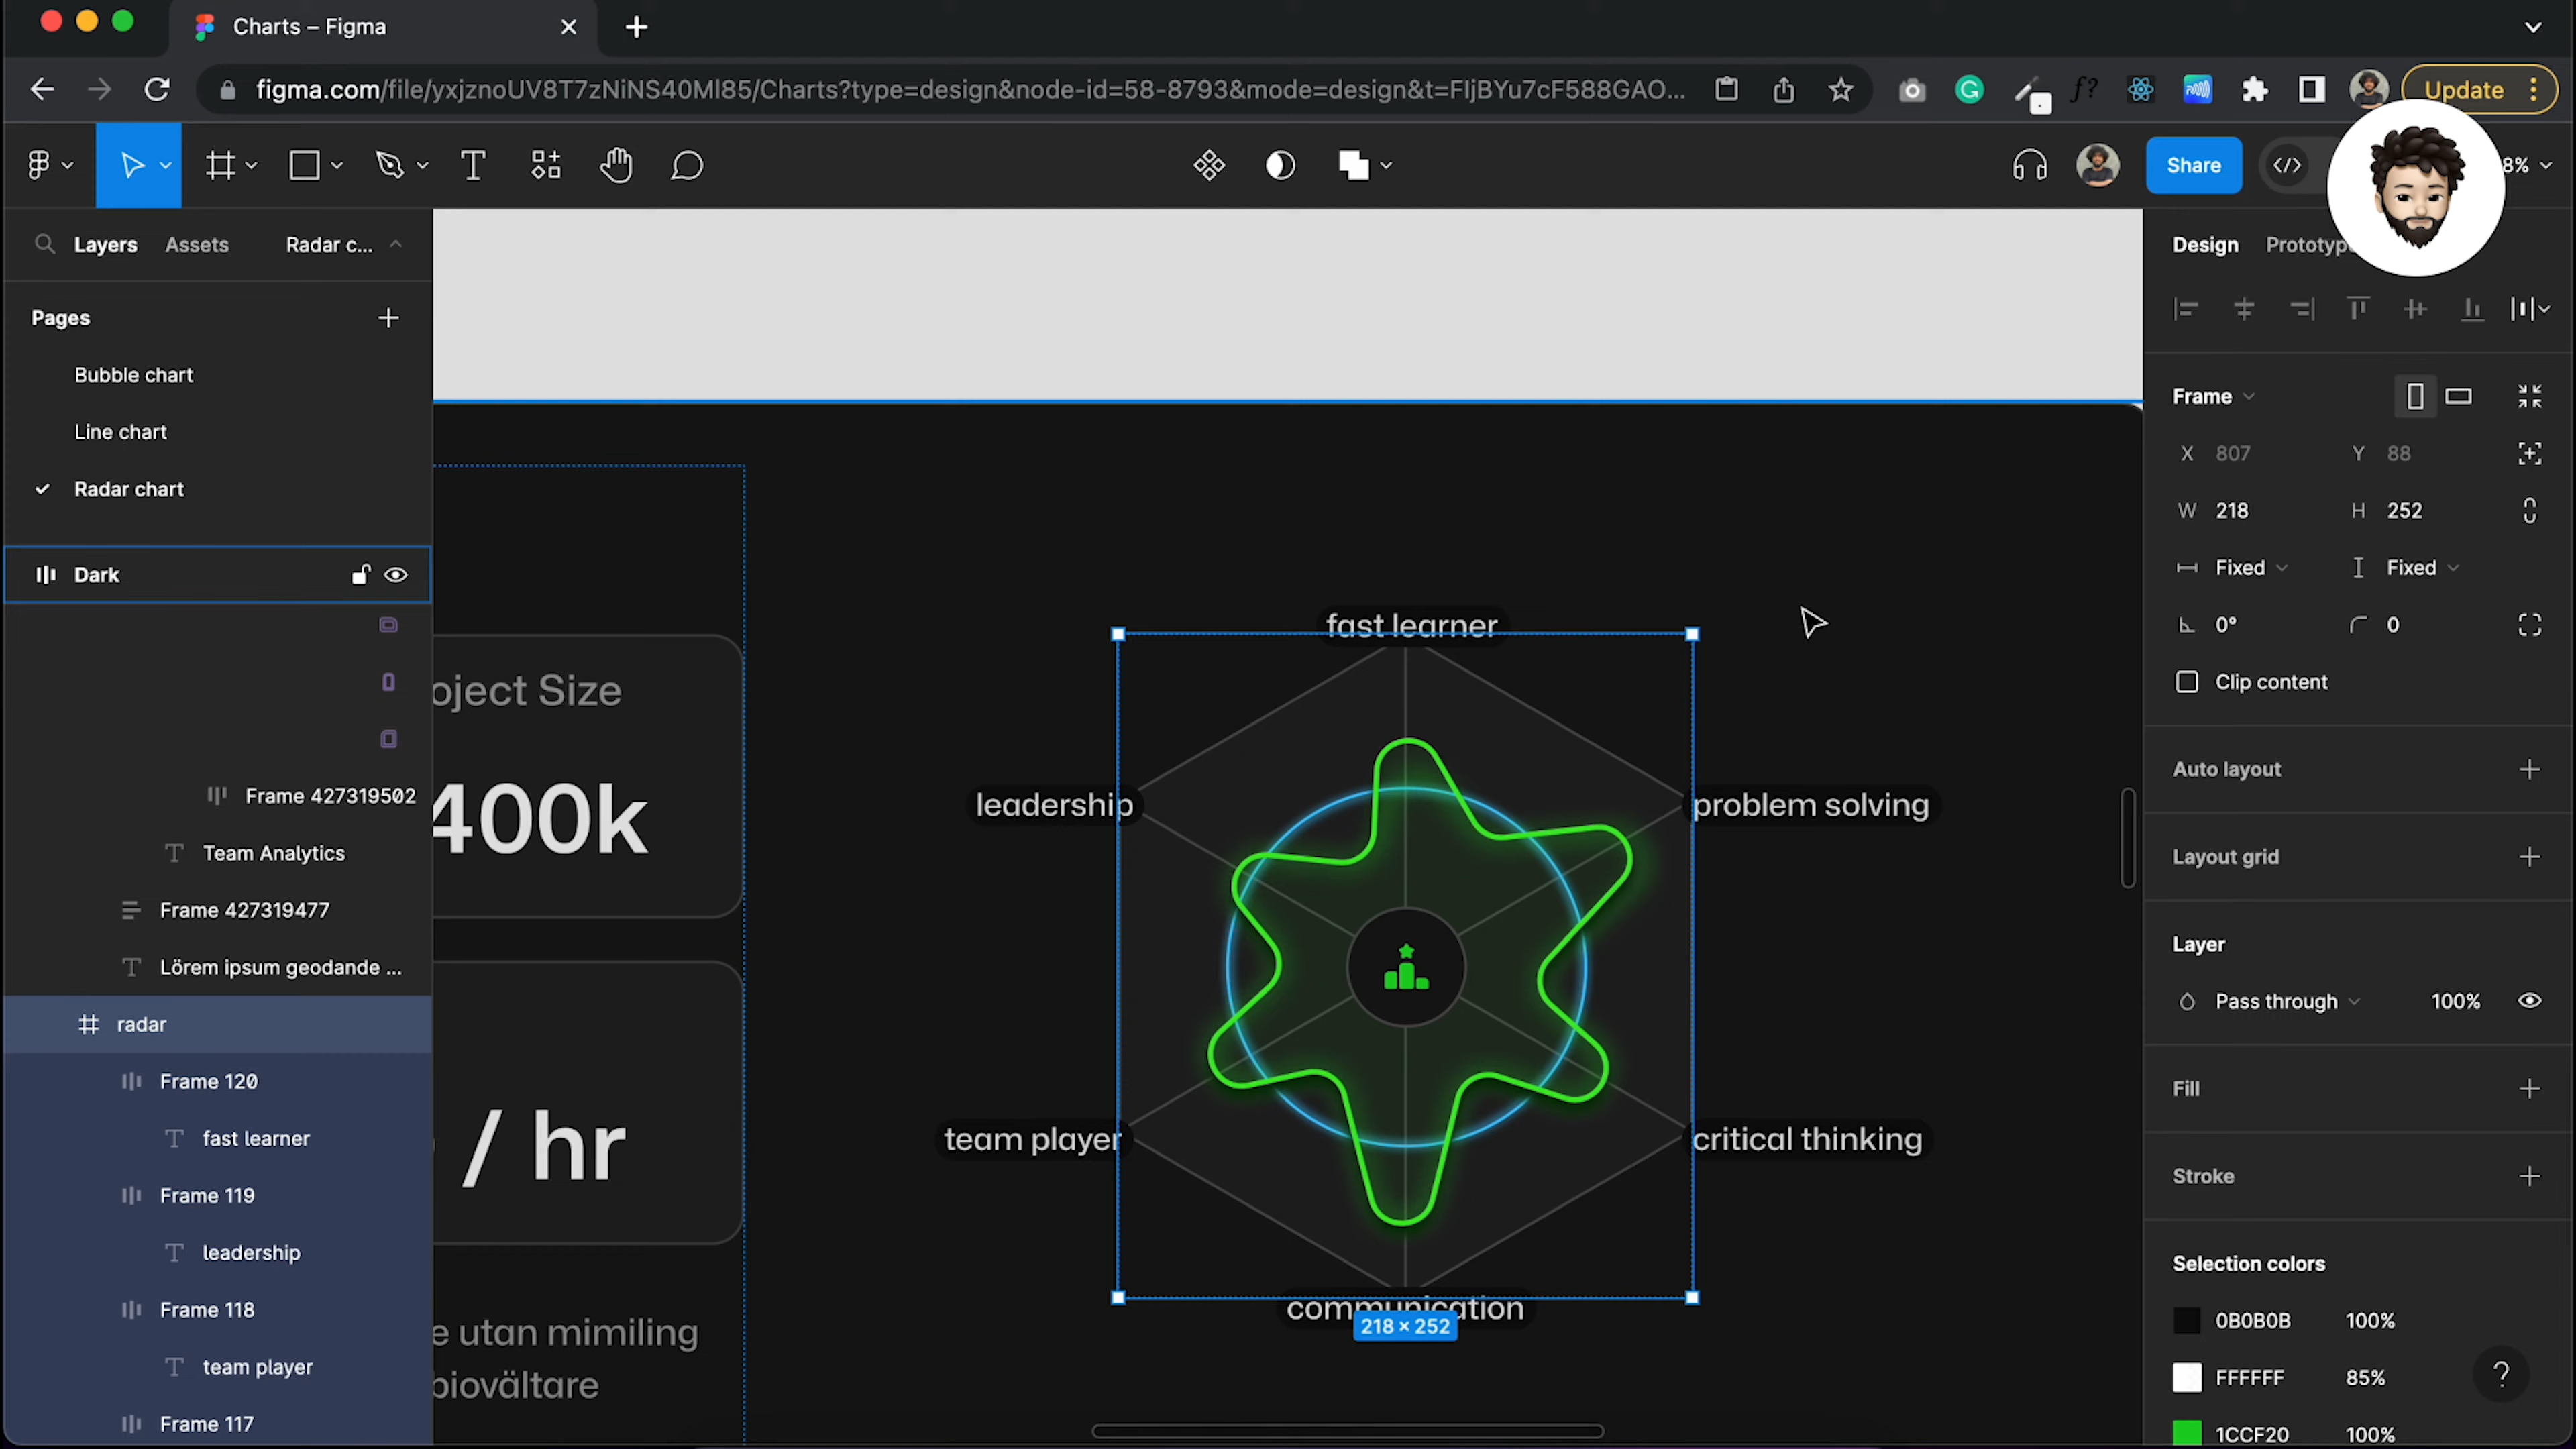 Charts – Figma
figma.com/file/yxjznoUV8T7zNiNS40Ml85/Charts?type=design&node-id=58-8793&mode=design&t=FIjBYu7cF588GAO...
Update
Share
8%
Layers Assets Radar c...
Design Prototype
Pages
Bubble chart
Line chart
Radar chart
Dark
Frame 427319502
Team Analytics
Frame 427319477
Lörem ipsum geodande ...
radar
Frame 120
fast learner
Frame 119
leadership
Frame 118
team player
Frame 117
oject Size
400k
/ hr
e utan mimiling
biovältare
fast learner
leadership
problem solving
team player
critical thinking
communication
218 × 252
Frame
X 807 Y 88
W 218 H 252
Fixed Fixed
0° 0
Clip content
Auto layout
Layout grid
Layer
Pass through 100%
Fill
Stroke
Selection colors
0B0B0B 100%
FFFFFF 85%
1CCF20 100%
?